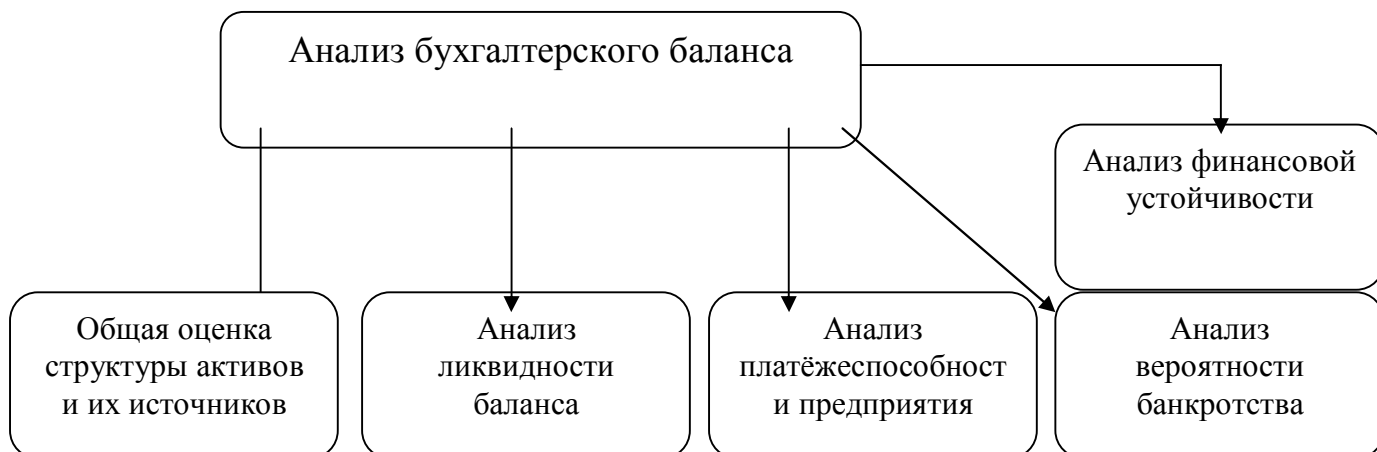 Анализ бухгалтерского баланса
Анализ финансовой
устойчивости
Общая оценка
структуры активов
и их источников
Анализ
ликвидности
баланса
Анализ
платёжеспособност
и предприятия
Анализ
вероятности
банкротства